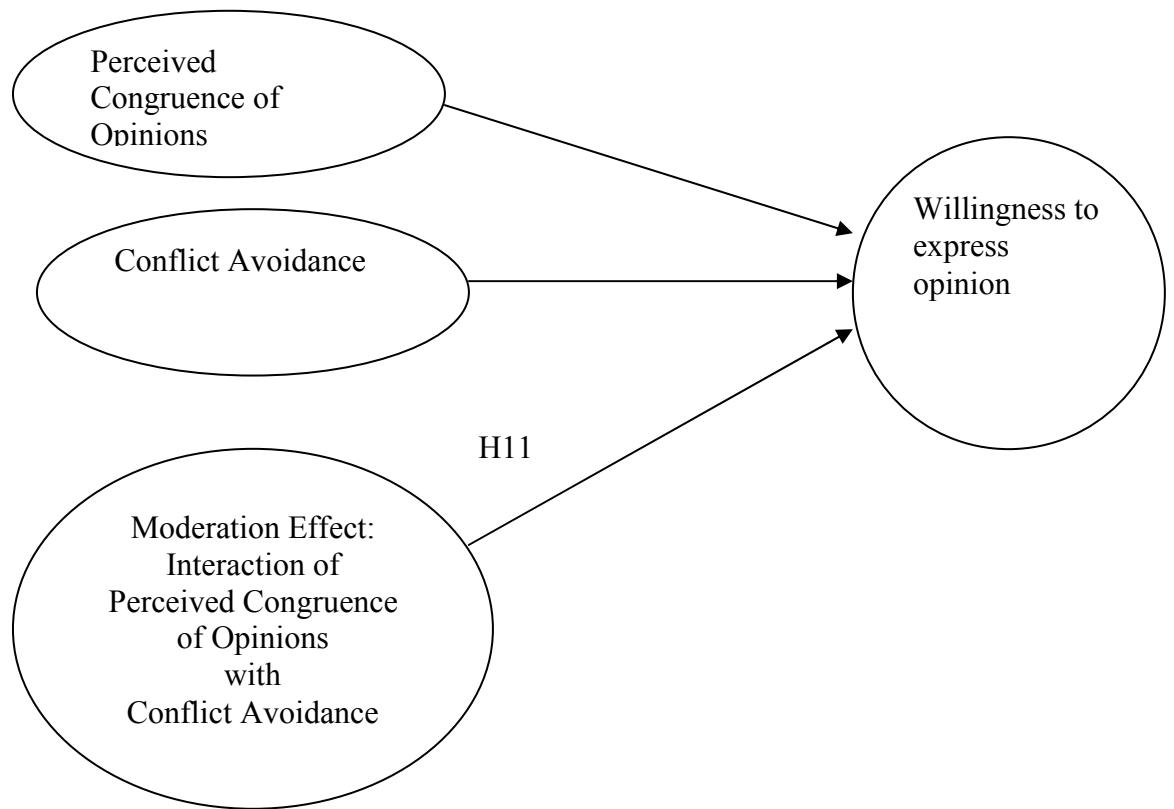 Perceived
Congruence of
Opinions
Conflict Avoidance
Willingness to
express
opinion
H11
Moderation Effect:
Interaction of
Perceived Congruence
of Opinions
with
Conflict Avoidance